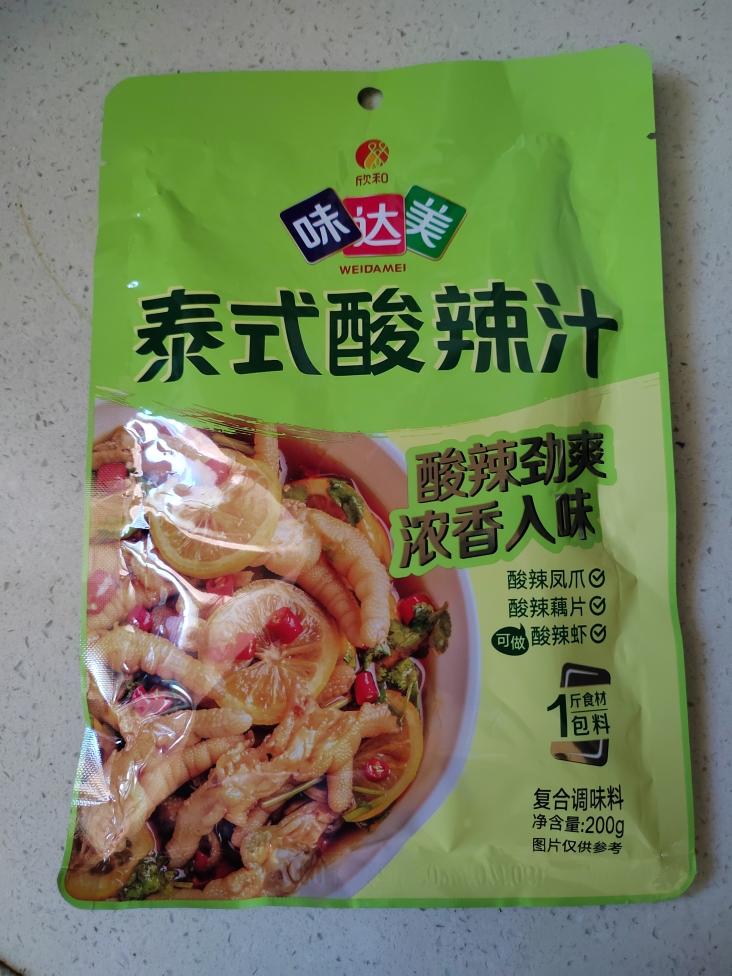 欣和
味达美
WEIDAMEI
泰式酸辣汁
酸辣劲爽
浓香入味
酸辣凤爪
酸辣藕片
可做 酸辣虾
1斤食材
1包料
复合调味料
净含量:200g
图片仅供参考